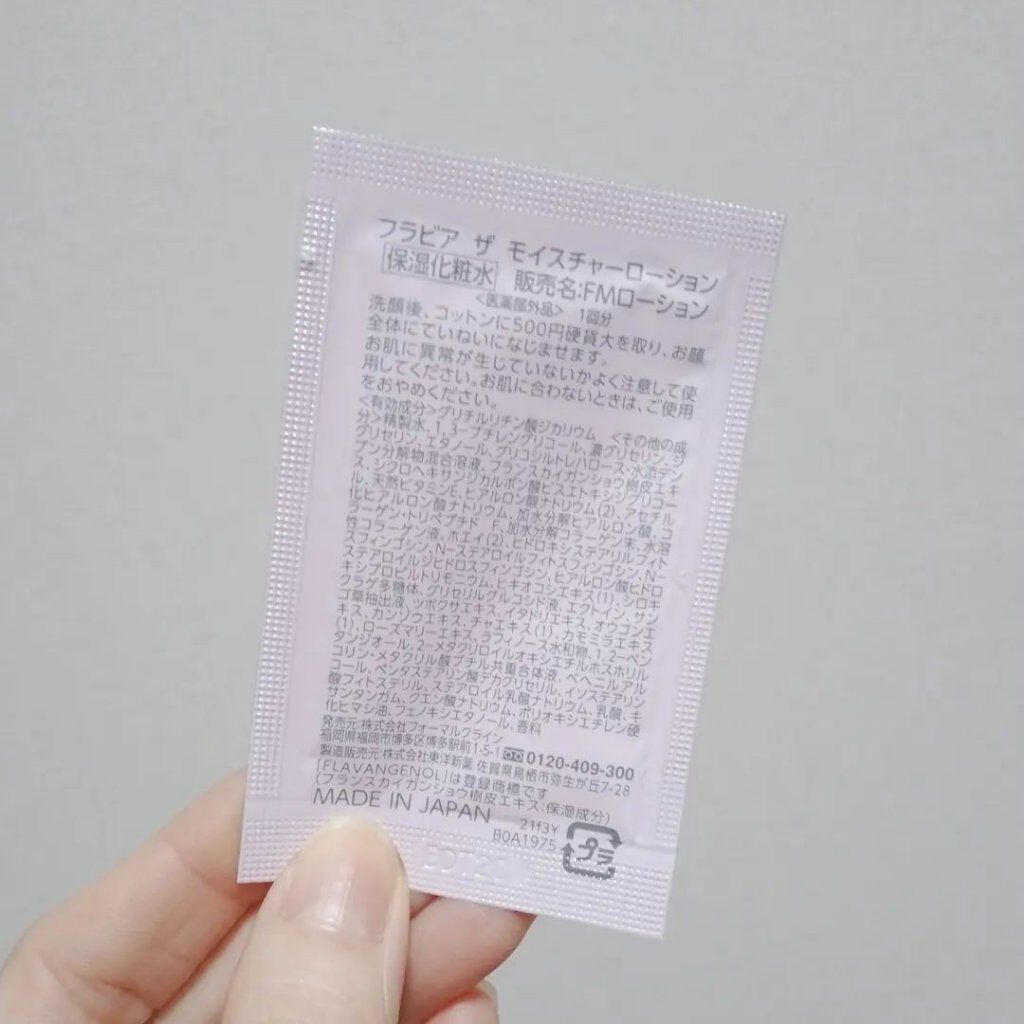 フラビア ザ モイスチャーローション
保湿化粧水 販売名:FMローション
<医薬部外品> 1回分
洗顔後、コットンに500円硬貨大を取り、お顔
全体にていねいになじませます。
お肌に異常が生じていないかよく注意して使
用してください。お肌に合わないときは、ご使用
をおやめください。
<有効成分>グリチルリチン酸ジカリウム <その他の成
分>精製水、1,3-ブチレングリコール、濃グリセリン、ジ
グリセリン、エタノール、グリコシルトレハロース・水添デン
プン分解物混合溶液、フランスカイガンショウ樹皮エキ
ス、シクロヘキサンジカルボン酸ビスエトキシジグリコー
ル、天然ビタミンE、ヒアルロン酸ナトリウム(2)、アセチル
化ヒアルロン酸ナトリウム、加水分解ヒアルロン酸、コ
ラーゲン・トリペプチド F、加水分解コラーゲン末、水溶
性コラーゲン液、ホエイ(2)、ヒドロキシステアリルフィト
スフィンゴシン、N-ステアロイルフィトスフィンゴシン、N-
ステアロイルジヒドロスフィンゴシン、ヒアルロン酸ヒドロ
キシプロピルトリモニウム、ヒキオコシエキス(1)、シロキ
クラゲ多糖体、グリセリルグルコシド液、エクトイン、サン
ゴ草抽出液、ツボクサエキス、イタドリエキス、オウゴンエ
キス、カンゾウエキス、チャエキス(1)、カモミラエキス
(1)、ローズマリーエキス、ラフィノース水和物、1,2-ペン
タンジオール、2-メタクリロイルオキシエチルホスホリル
コリン・メタクリル酸ブチル共重合体液、ベヘニルアル
コール、ペンタステアリン酸デカグリセリル、イソステアリン
酸フィトステリル、ステアロイル乳酸ナトリウム、乳酸、キ
サンタンガム、クエン酸ナトリウム、ポリオキシエチレン硬
化ヒマシ油、フェノキシエタノール、香料
発売元:株式会社フォーマルクライン
福岡県福岡市博多区博多駅前1-5-1 0120-409-300
製造販売元:株式会社東洋新薬 佐賀県鳥栖市弥生が丘7-28
「FLAVANGENOL」は登録商標です
(フランスカイガンショウ樹皮エキス:保湿成分)
MADE IN JAPAN
21f3Y
B0A1975
プラ